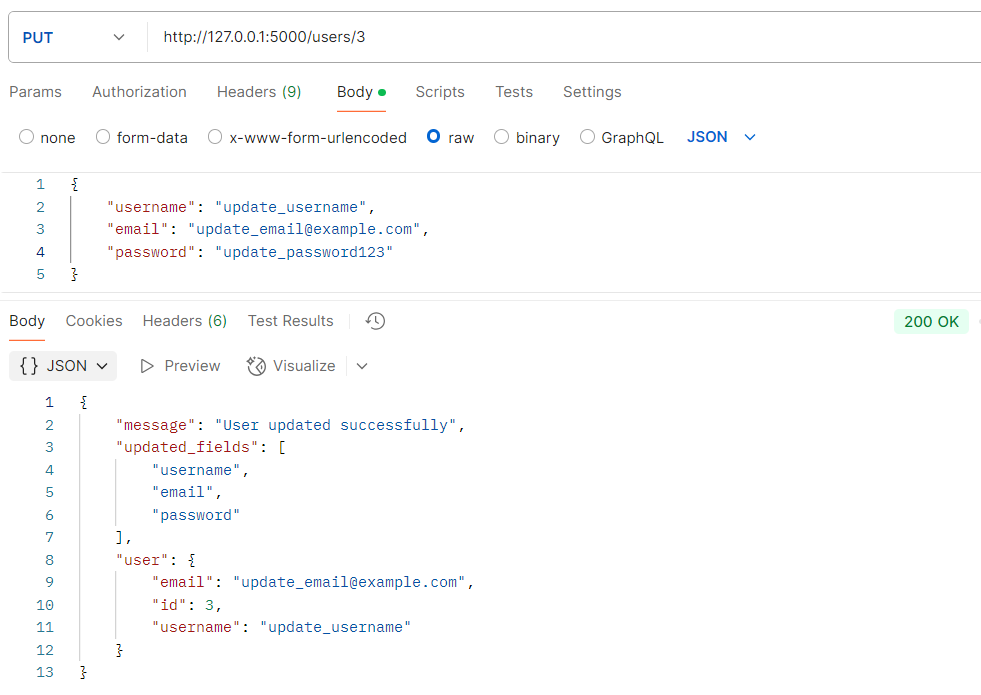 PUT http://127.0.0.1:5000/users/3
Params Authorization Headers (9) Body Scripts Tests Settings
none form-data x-www-form-urlencoded raw binary GraphQL JSON
1 {
2 "username": "update_username",
3 "email": "update_email@example.com",
4 "password": "update_password123"
5 }
Body Cookies Headers (6) Test Results 200 OK
{} JSON Preview Visualize
1 {
2 "message": "User updated successfully",
3 "updated_fields": [
4 "username",
5 "email",
6 "password"
7 ],
8 "user": {
9 "email": "update_email@example.com",
10 "id": 3,
11 "username": "update_username"
12 }
13 }